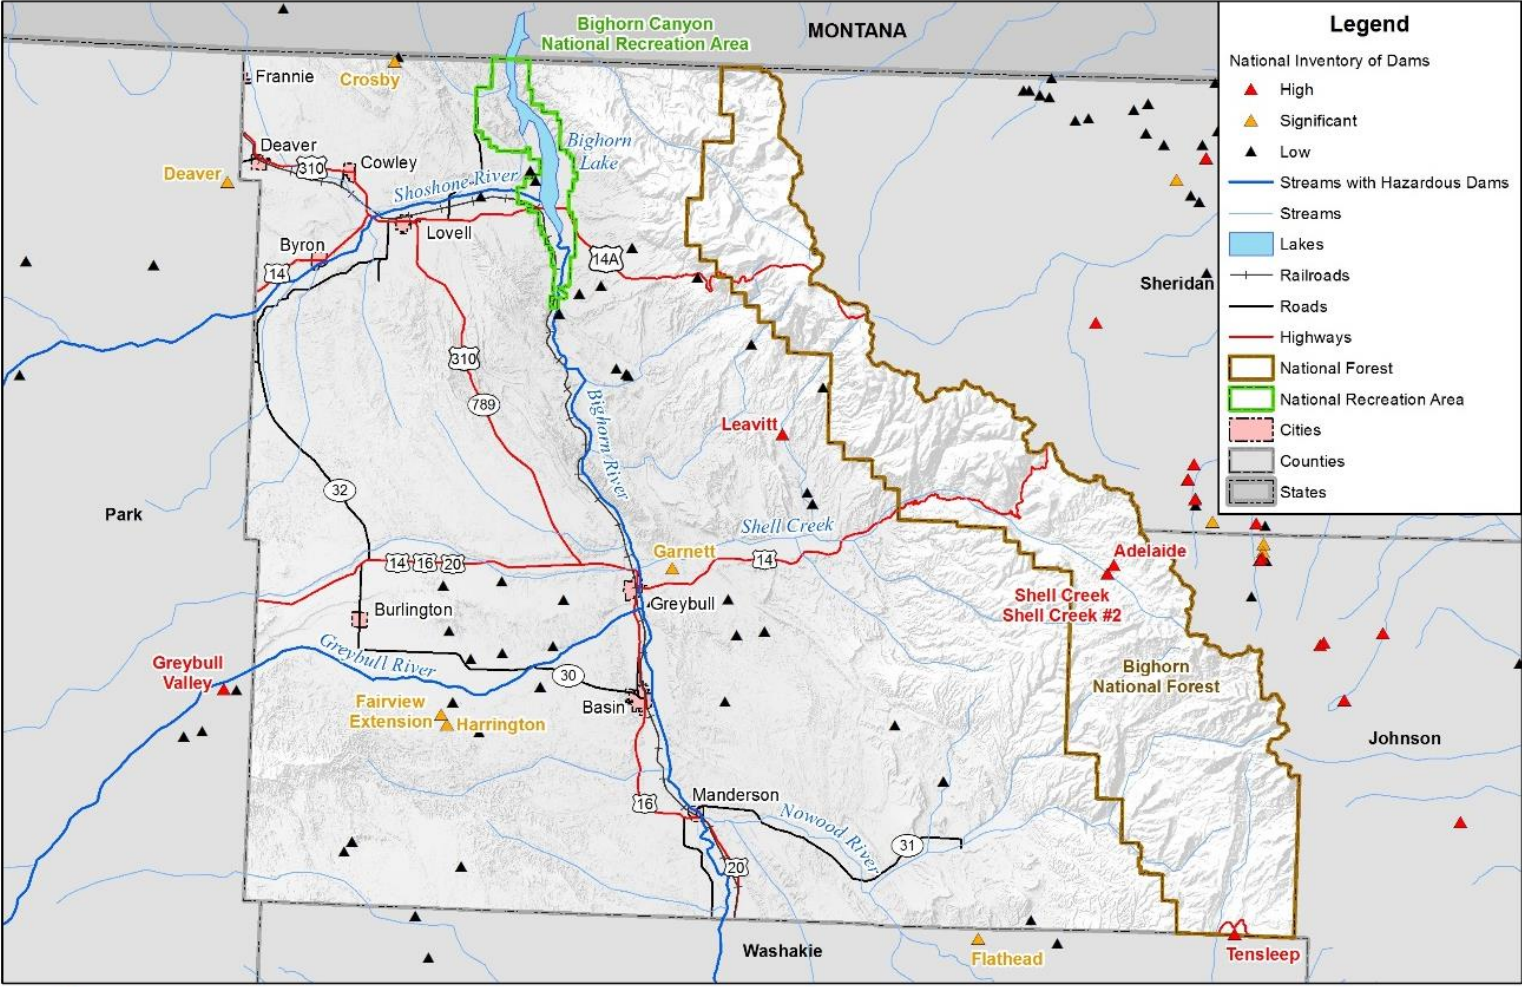 Bighorn Canyon
National Recreation Area
MONTANA
Crosby
Frannie
Deaver
310
Cowley
Deaver
Shoshone River
Bighorn
Lake
Byron
Lovell
14
14A
Sheridan
310
789
Bighorn River
Leavitt
32
Park
Shell Creek
Garnett
14 16 20
14
Adelaide
Shell Creek
Shell Creek #2
Burlington
Greybull
Greybull River
Greybull
Valley
30
Bighorn
National Forest
Fairview
Extension
Harrington
Basin
Johnson
16
Manderson
Nowood River
31
20
Washakie
Flathead
Tensleep
Legend
National Inventory of Dams
High
Significant
Low
Streams with Hazardous Dams
Streams
Lakes
Railroads
Roads
Highways
National Forest
National Recreation Area
Cities
Counties
States